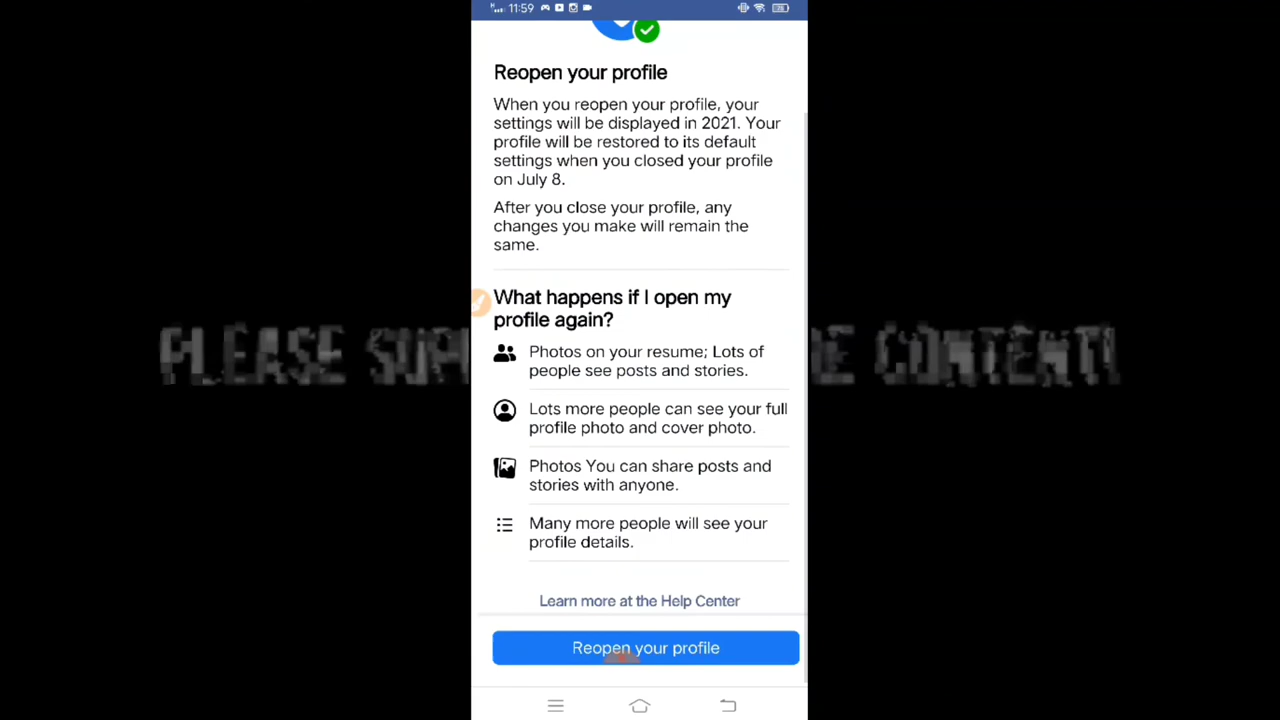 11:59
Reopen your profile
When you reopen your profile, your
settings will be displayed in 2021. Your
profile will be restored to its default
settings when you closed your profile
on July 8.
After you close your profile, any
changes you make will remain the
same.
What happens if I open my
profile again?
Photos on your resume; Lots of
people see posts and stories.
Lots more people can see your full
profile photo and cover photo.
Photos You can share posts and
stories with anyone.
Many more people will see your
profile details.
Learn more at the Help Center
Reopen your profile
PLEASE CONTENT!